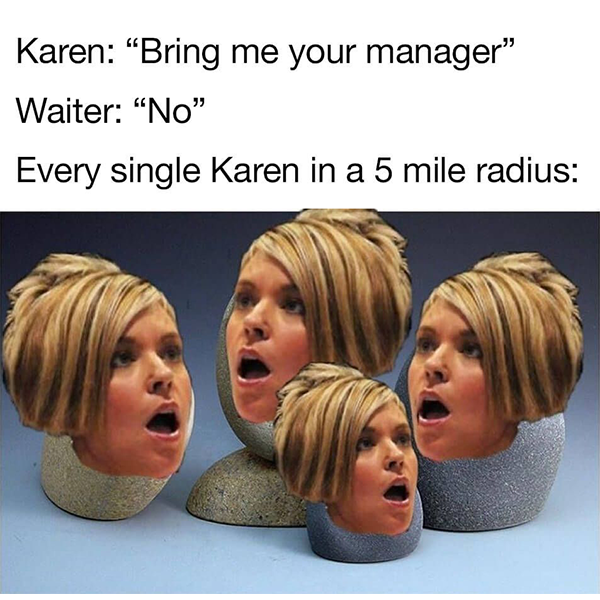 Karen: “Bring me your manager”
Waiter: “No”
Every single Karen in a 5 mile radius: